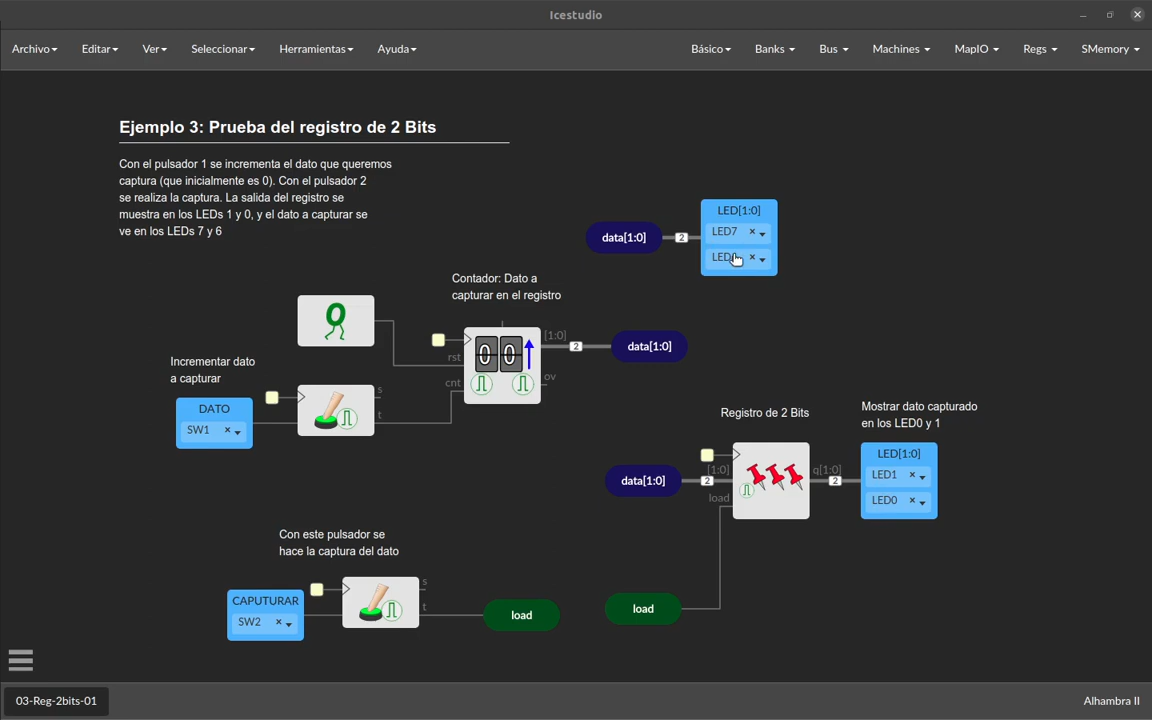 Icestudio
Archivo Editar Ver Seleccionar Herramientas Ayuda Básico Banks Bus Machines MapIO Regs SMemory
Ejemplo 3: Prueba del registro de 2 Bits
Con el pulsador 1 se incrementa el dato que queremos
captura (que inicialmente es 0). Con el pulsador 2
se realiza la captura. La salida del registro se
muestra en los LEDs 1 y 0, y el dato a capturar se
ve en los LEDs 7 y 6
data[1:0]
2
LED[1:0]
LED7
Contador: Dato a
capturar en el registro
0
00
rst
cnt
[1:0]
ov
2
data[1:0]
Incrementar dato
a capturar
DATO
SW1
s
t
Registro de 2 Bits
Mostrar dato capturado
en los LED0 y 1
data[1:0]
2
[1:0]
load
q[1:0]
2
LED[1:0]
LED1
LED0
Con este pulsador se
hace la captura del dato
CAPUTURAR
SW2
s
t
load
load
03-Reg-2bits-01
Alhambra II